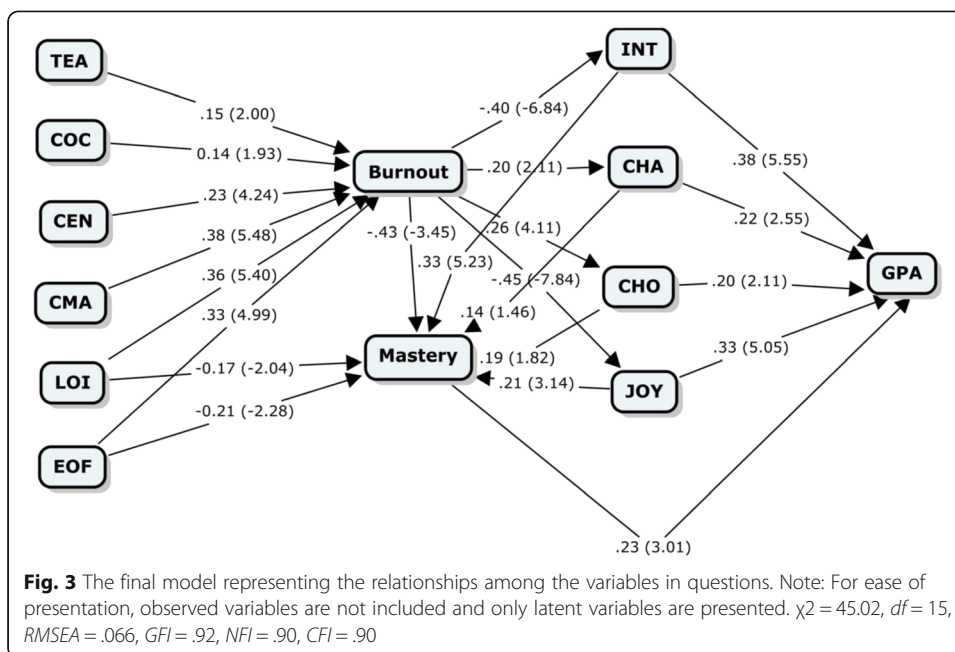 TEA
INT
.15 (2.00)
-.40 (-6.84)
COC
0.14 (1.93)
Burnout
.20 (2.11)
CHA
.38 (5.55)
CEN
.23 (4.24)
.22 (2.55)
-.43 (-3.45)
.26 (4.11)
.38 (5.48)
.33 (5.23)
-.45 (-7.84)
GPA
CMA
.36 (5.40)
CHO
.20 (2.11)
.33 (4.99)
.14 (1.46)
Mastery
.19 (1.82)
.33 (5.05)
LOI
-0.17 (-2.04)
.21 (3.14)
JOY
-0.21 (-2.28)
EOF
.23 (3.01)
Fig. 3 The final model representing the relationships among the variables in questions. Note: For ease of
presentation, observed variables are not included and only latent variables are presented. χ2 = 45.02, df = 15,
RMSEA = .066, GFI = .92, NFI = .90, CFI = .90